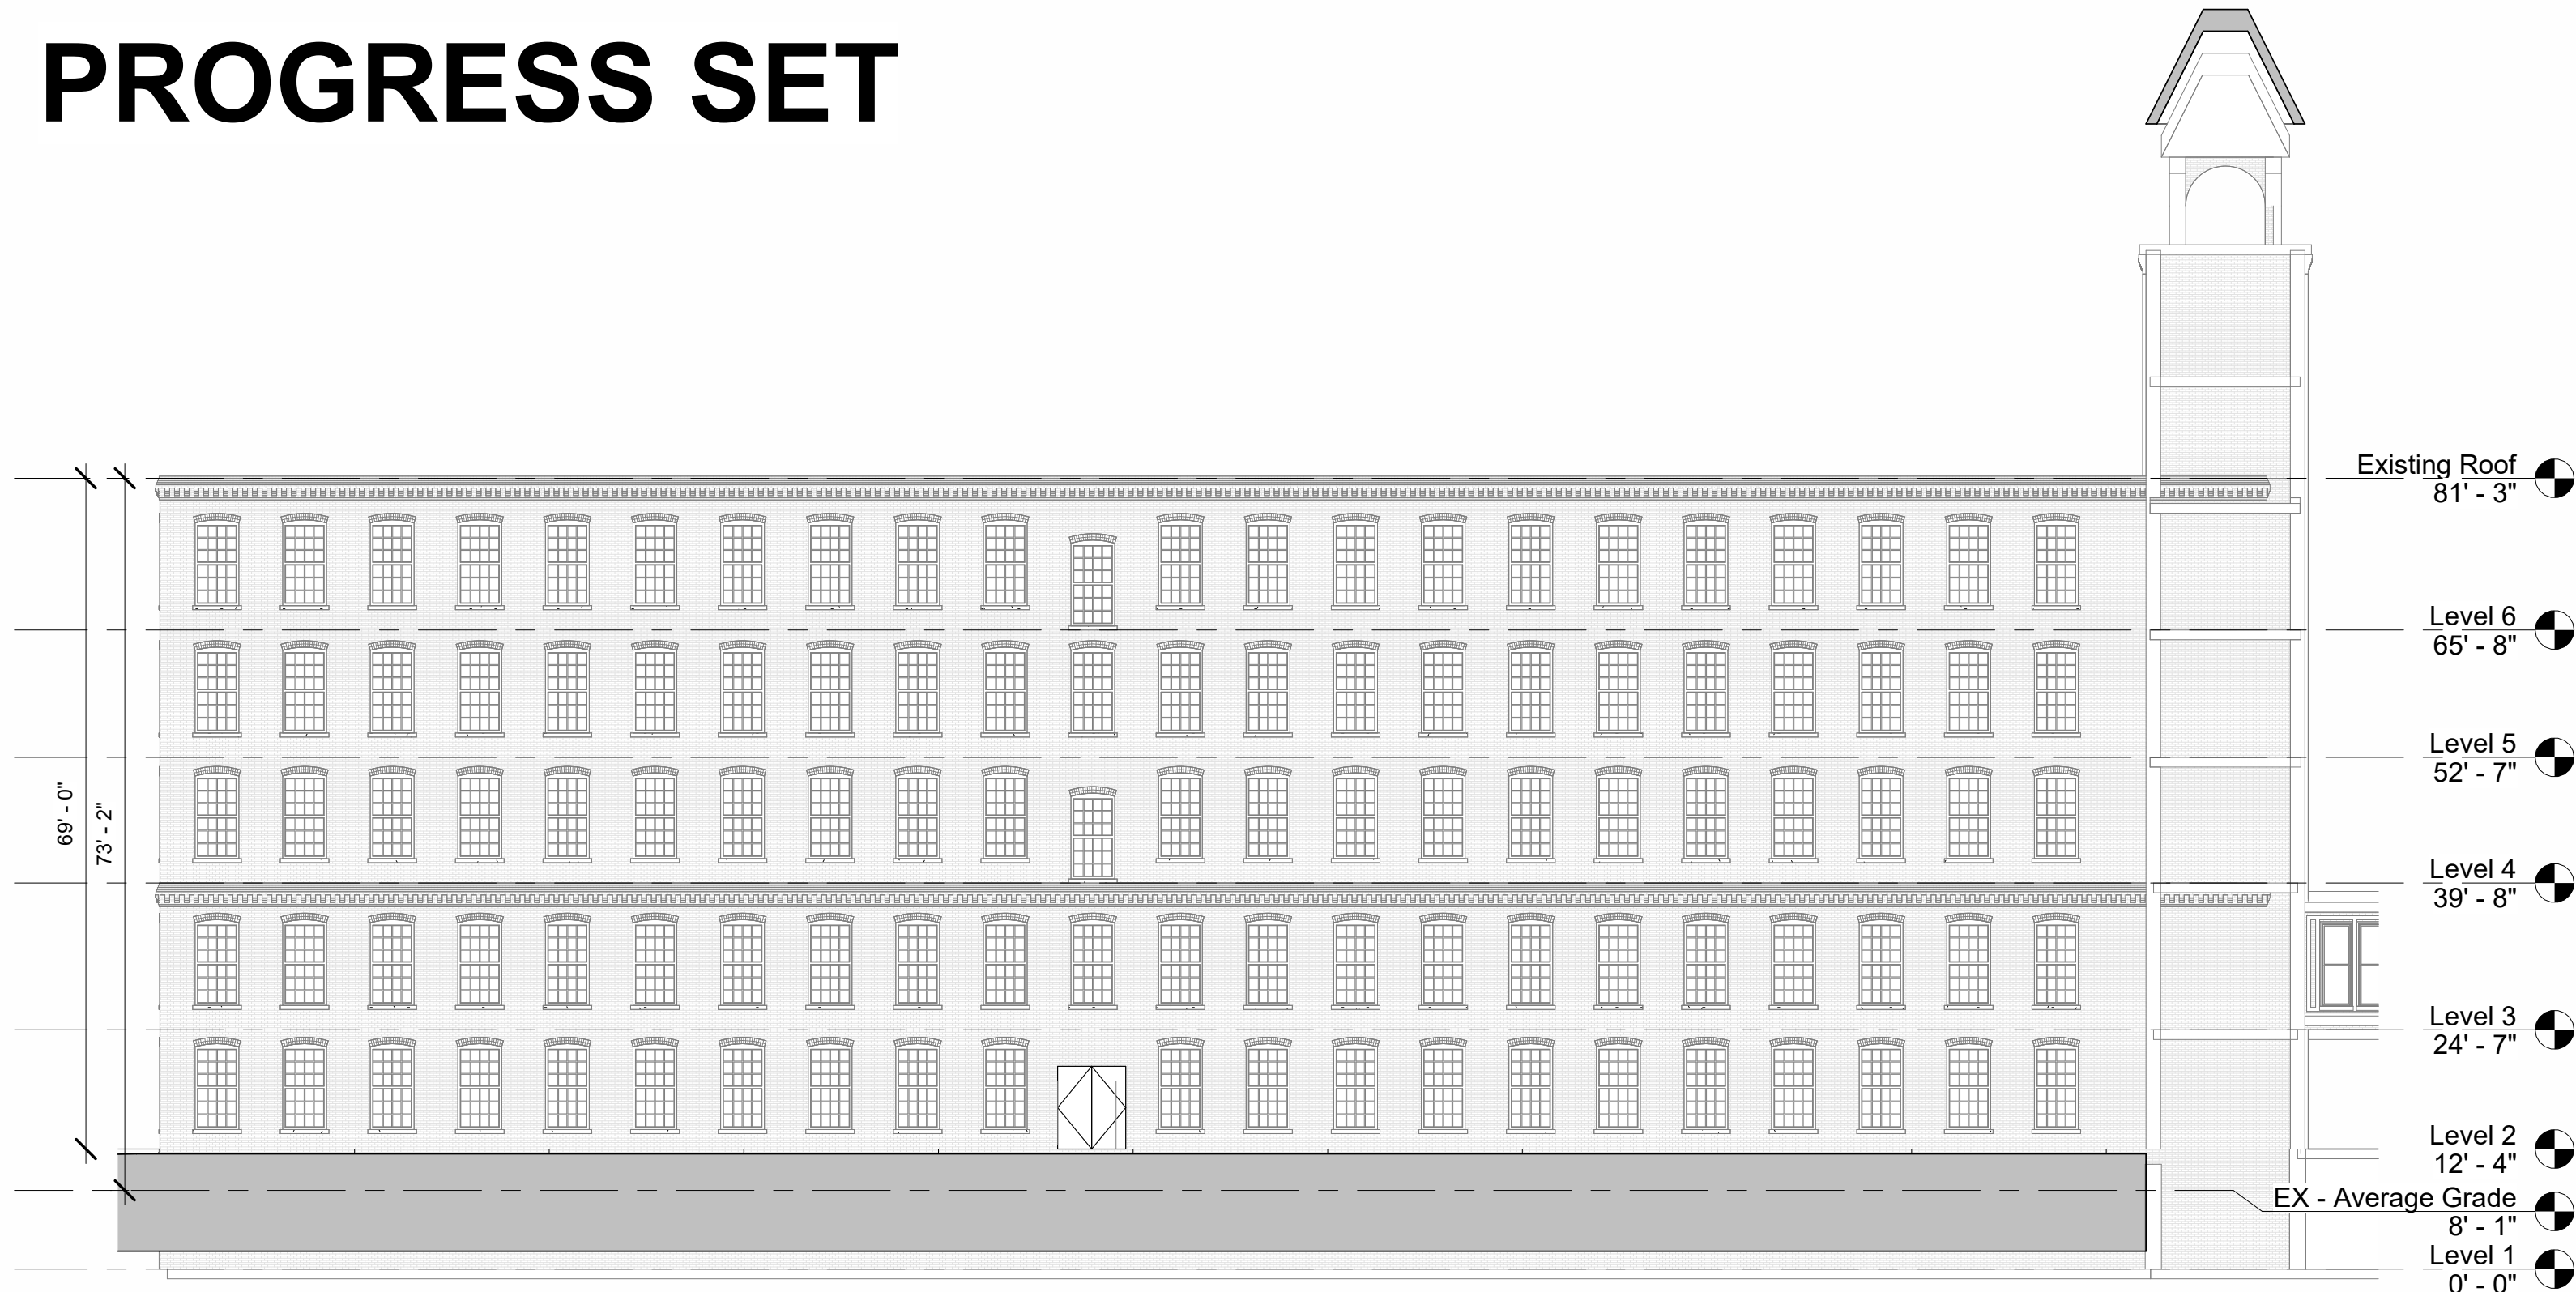 PROGRESS SET
Existing Roof
81' - 3"
Level 6
65' - 8"
Level 5
52' - 7"
69' - 0"
73' - 2"
Level 4
39' - 8"
Level 3
24' - 7"
Level 2
12' - 4"
EX - Average Grade
8' - 1"
Level 1
0' - 0"